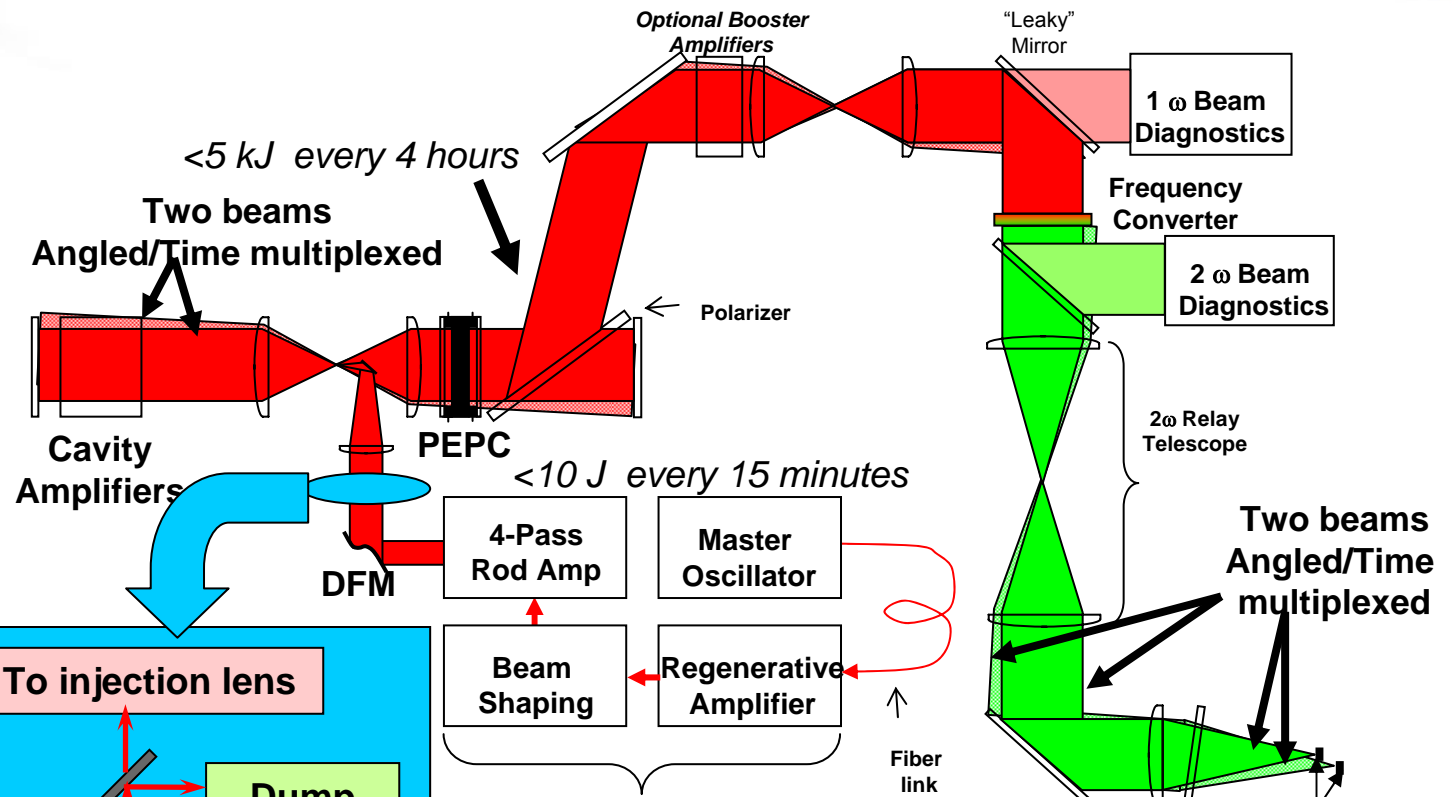 Optional Booster
Amplifiers
“Leaky”
Mirror
1 ω Beam
Diagnostics
<5 kJ  every 4 hours
Two beams
Angled/Time multiplexed
Frequency
Converter
2 ω Beam
Diagnostics
Polarizer
Cavity
Amplifiers
PEPC
2ω Relay
Telescope
<10 J  every 15 minutes
4-Pass
Rod Amp
Master
Oscillator
DFM
Two beams
Angled/Time
multiplexed
Beam
Shaping
Regenerative
Amplifier
To injection lens
Fiber
link
Dump